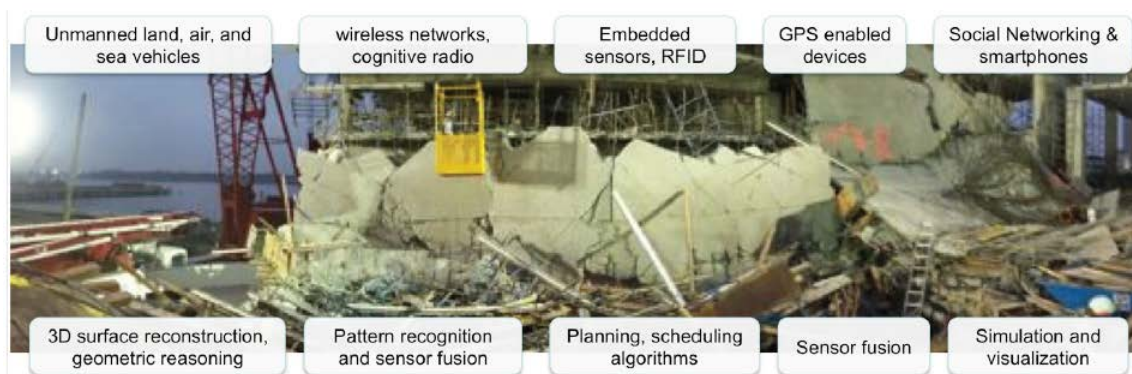 Unmanned land, air, and
sea vehicles
wireless networks,
cognitive radio
Embedded
sensors, RFID
GPS enabled
devices
Social Networking &
smartphones
3D surface reconstruction,
geometric reasoning
Pattern recognition
and sensor fusion
Planning, scheduling
algorithms
Sensor fusion
Simulation and
visualization